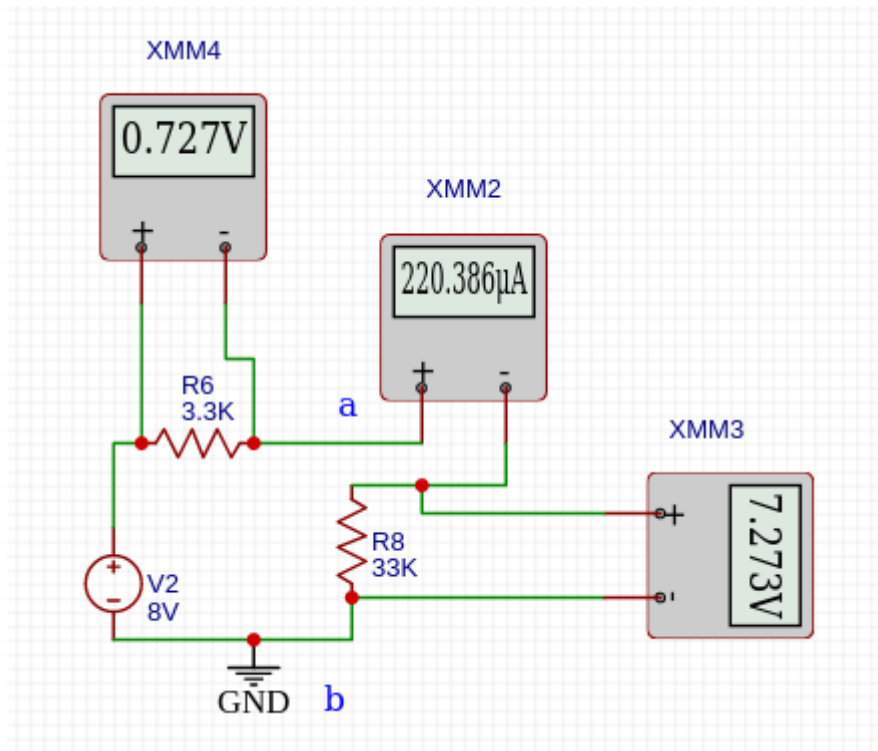 XMM4
0.727V
+ -
XMM2
220.386µA
+ -
R6
3.3K
a
XMM3
+
7.273V
-
R8
33K
+
V2
8V
-
GND
b